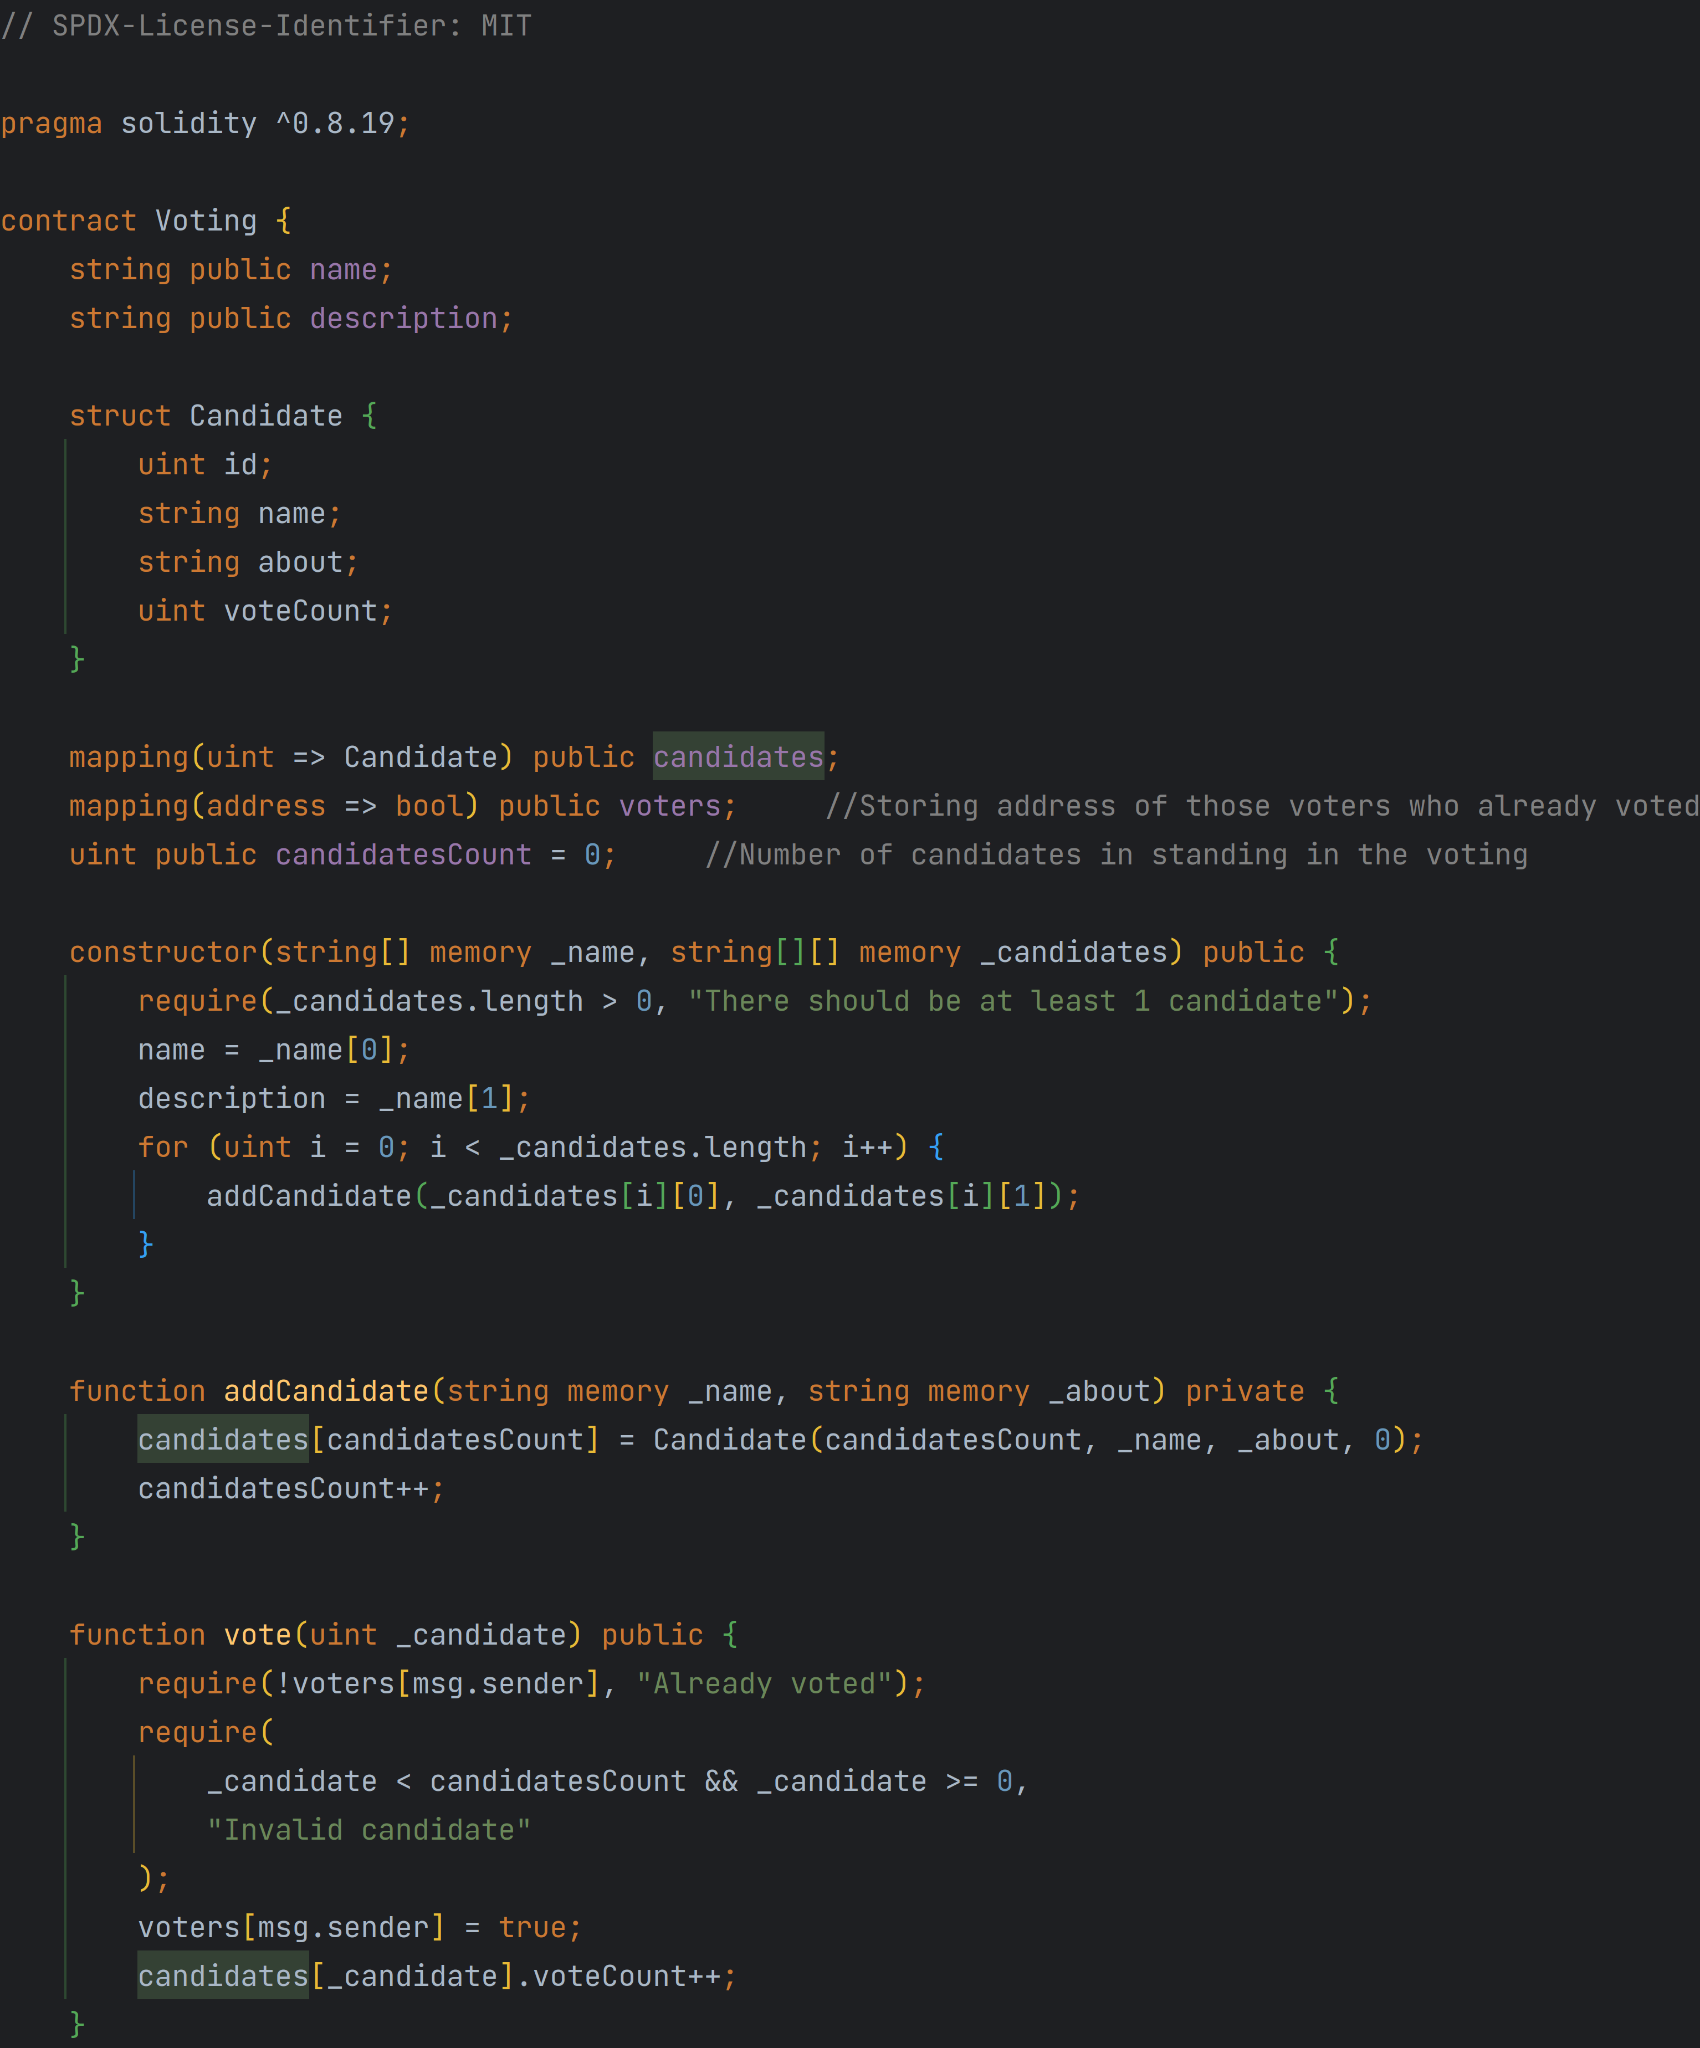 // SPDX-License-Identifier: MIT
pragma solidity ^0.8.19;
contract Voting {
    string public name;
    string public description;
    struct Candidate {
        uint id;
        string name;
        string about;
        uint voteCount;
    }
    mapping(uint => Candidate) public candidates;
    mapping(address => bool) public voters;     //Storing address of those voters who already voted
    uint public candidatesCount = 0;     //Number of candidates in standing in the voting
    constructor(string[] memory _name, string[][] memory _candidates) public {
        require(_candidates.length > 0, "There should be at least 1 candidate");
        name = _name[0];
        description = _name[1];
        for (uint i = 0; i < _candidates.length; i++) {
            addCandidate(_candidates[i][0], _candidates[i][1]);
        }
    }
    function addCandidate(string memory _name, string memory _about) private {
        candidates[candidatesCount] = Candidate(candidatesCount, _name, _about, 0);
        candidatesCount++;
    }
    function vote(uint _candidate) public {
        require(!voters[msg.sender], "Already voted");
        require(
            _candidate < candidatesCount && _candidate >= 0,
            "Invalid candidate"
        );
        voters[msg.sender] = true;
        candidates[_candidate].voteCount++;
    }